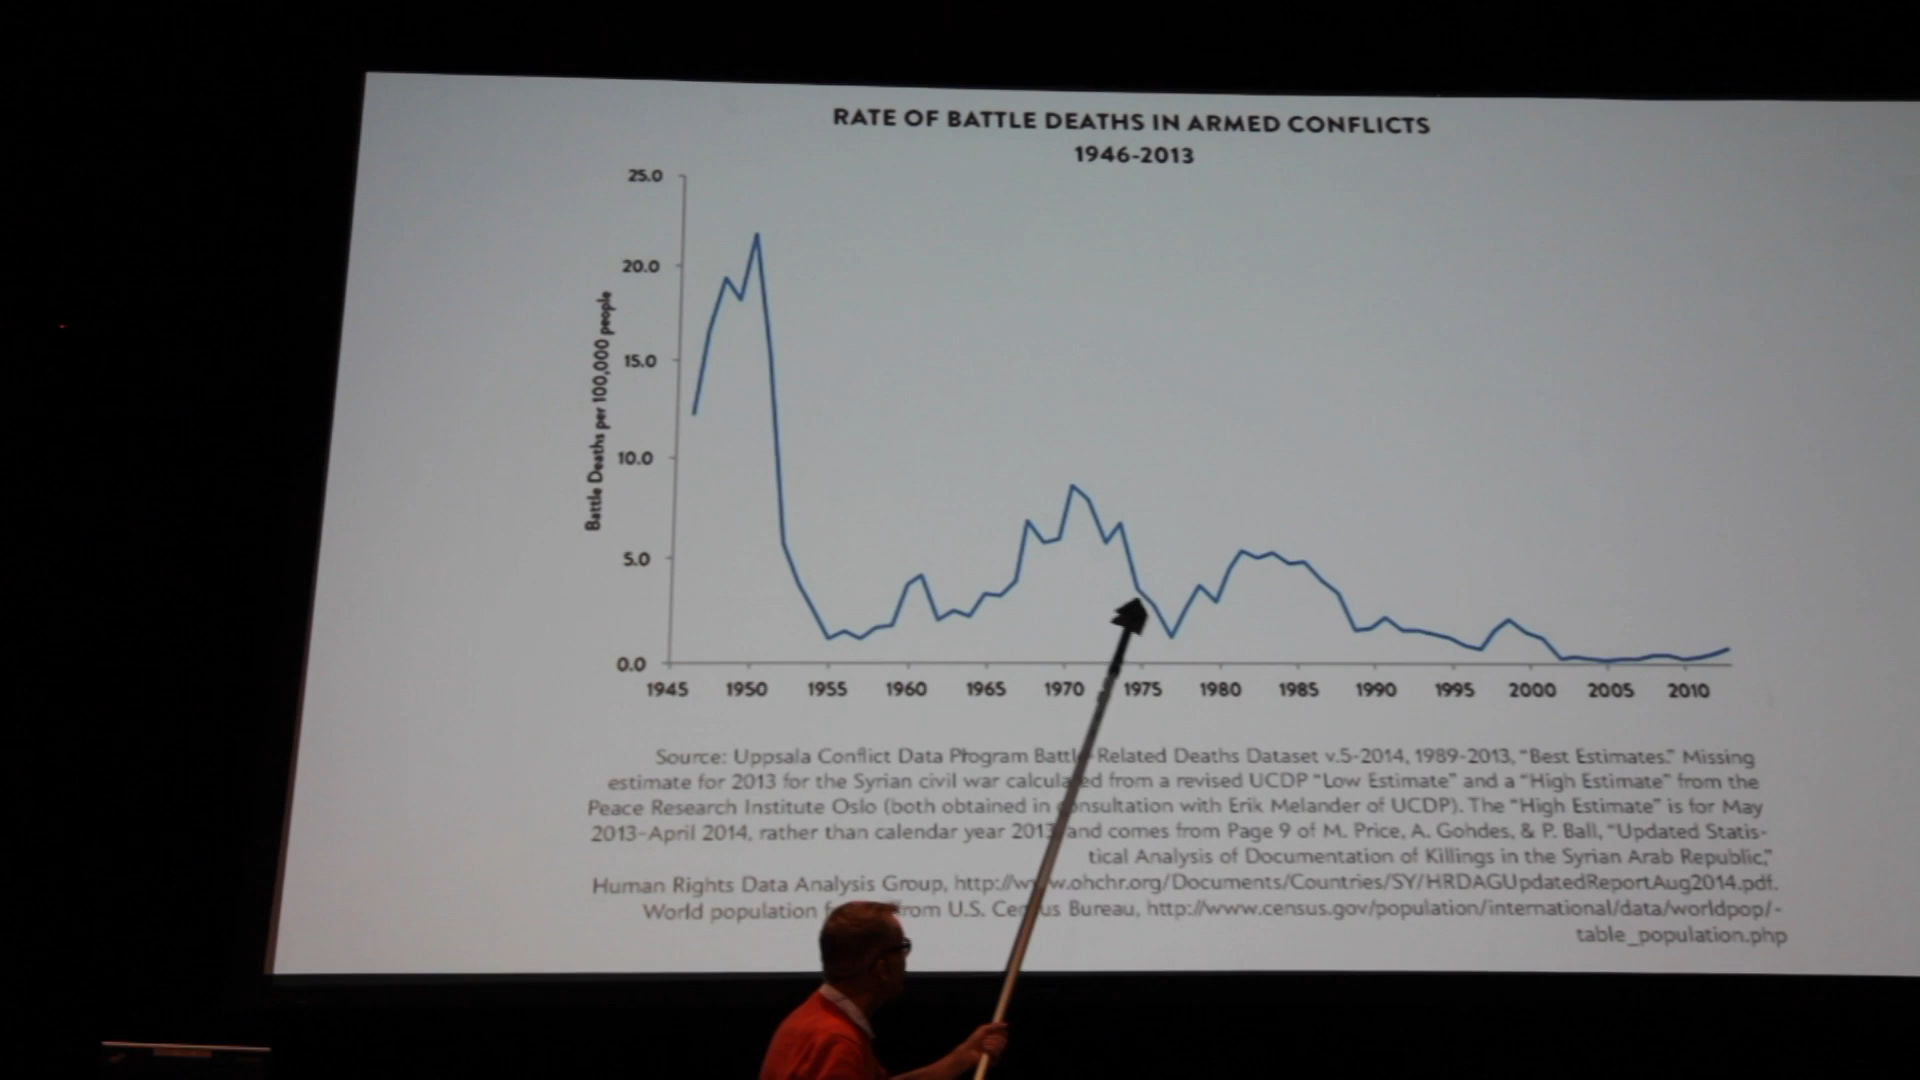 RATE OF BATTLE DEATHS IN ARMED CONFLICTS
1946-2013
25.0
20.0
15.0
10.0
5.0
0.0
Battle Deaths per 100,000 people
1945 1950 1955 1960 1965 1970 1975 1980 1985 1990 1995 2000 2005 2010
Source: Uppsala Conflict Data Program Battle-Related Deaths Dataset v.5-2014, 1989-2013, “Best Estimates.” Missing
estimate for 2013 for the Syrian civil war calculated from a revised UCDP “Low Estimate” and a “High Estimate” from the
Peace Research Institute Oslo (both obtained in consultation with Erik Melander of UCDP). The “High Estimate” is for May
2013-April 2014, rather than calendar year 2013, and comes from Page 9 of M. Price, A. Gohdes, & P. Ball, “Updated Statis-
tical Analysis of Documentation of Killings in the Syrian Arab Republic,”
Human Rights Data Analysis Group, http://www.ohchr.org/Documents/Countries/SY/HRDAGUpdatedReportAug2014.pdf.
World population from U.S. Census Bureau, http://www.census.gov/population/international/data/worldpop/-
table_population.php